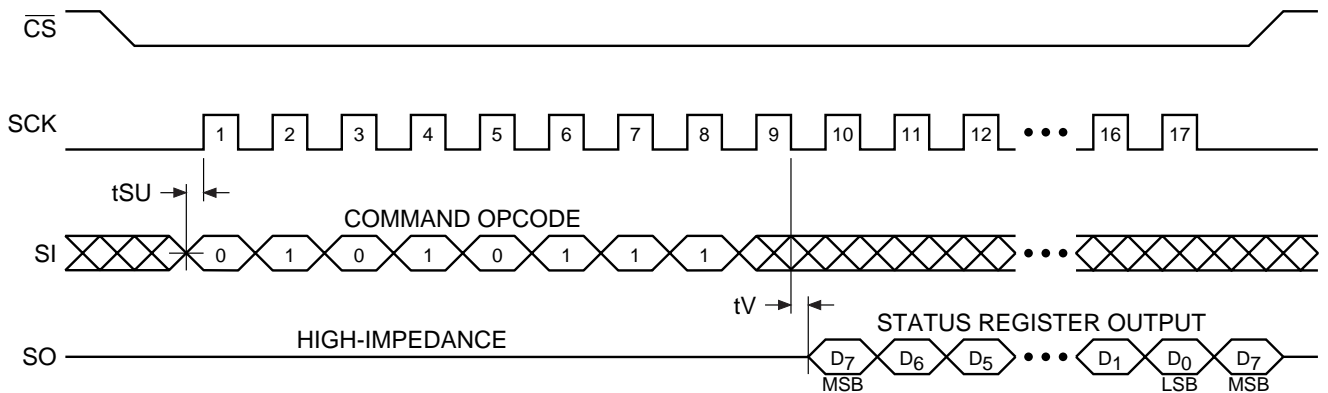 CS
SCK 1 2 3 4 5 6 7 8 9 10 11 12 ••• 16 17
tSU
COMMAND OPCODE
SI 0 1 0 1 0 1 1 1 •••
tV
HIGH-IMPEDANCE STATUS REGISTER OUTPUT
SO D7 D6 D5 ••• D1 D0 D7
MSB LSB MSB